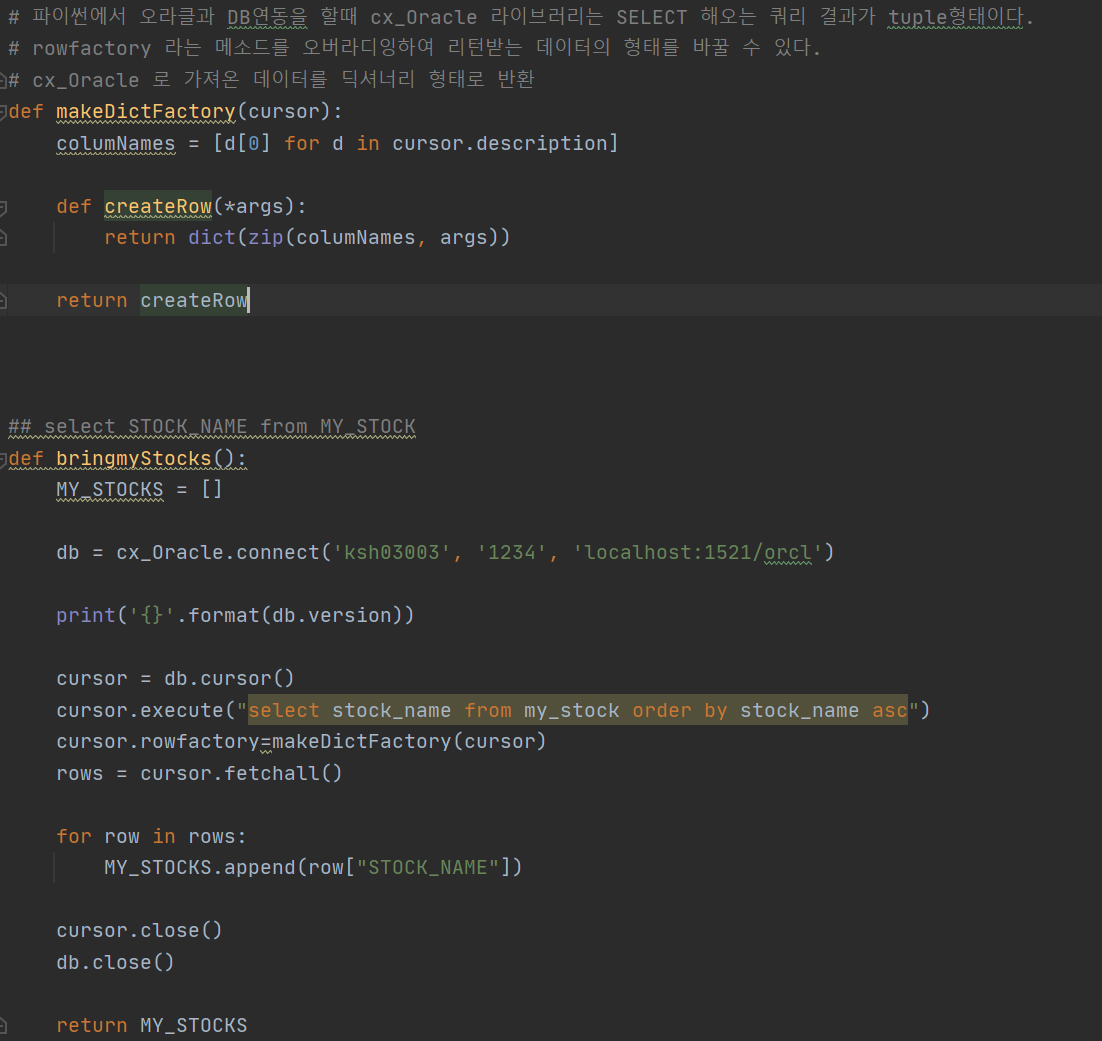 # 파이썬에서 오라클과 DB연동을 할때 cx_Oracle 라이브러리는 SELECT 해오는 쿼리 결과가 tuple형태이다.
# rowfactory 라는 메소드를 오버라디잉하여 리턴받는 데이터의 형태를 바꿀 수 있다.
# cx_Oracle 로 가져온 데이터를 딕셔너리 형태로 반환
def makeDictFactory(cursor):
    columNames = [d[0] for d in cursor.description]
    def createRow(*args):
        return dict(zip(columNames, args))
    return createRow
## select STOCK_NAME from MY_STOCK
def bringmyStocks():
    MY_STOCKS = []
    db = cx_Oracle.connect('ksh03003', '1234', 'localhost:1521/orcl')
    print('{}'.format(db.version))
    cursor = db.cursor()
    cursor.execute("select stock_name from my_stock order by stock_name asc")
    cursor.rowfactory=makeDictFactory(cursor)
    rows = cursor.fetchall()
    for row in rows:
        MY_STOCKS.append(row["STOCK_NAME"])
    cursor.close()
    db.close()
    return MY_STOCKS